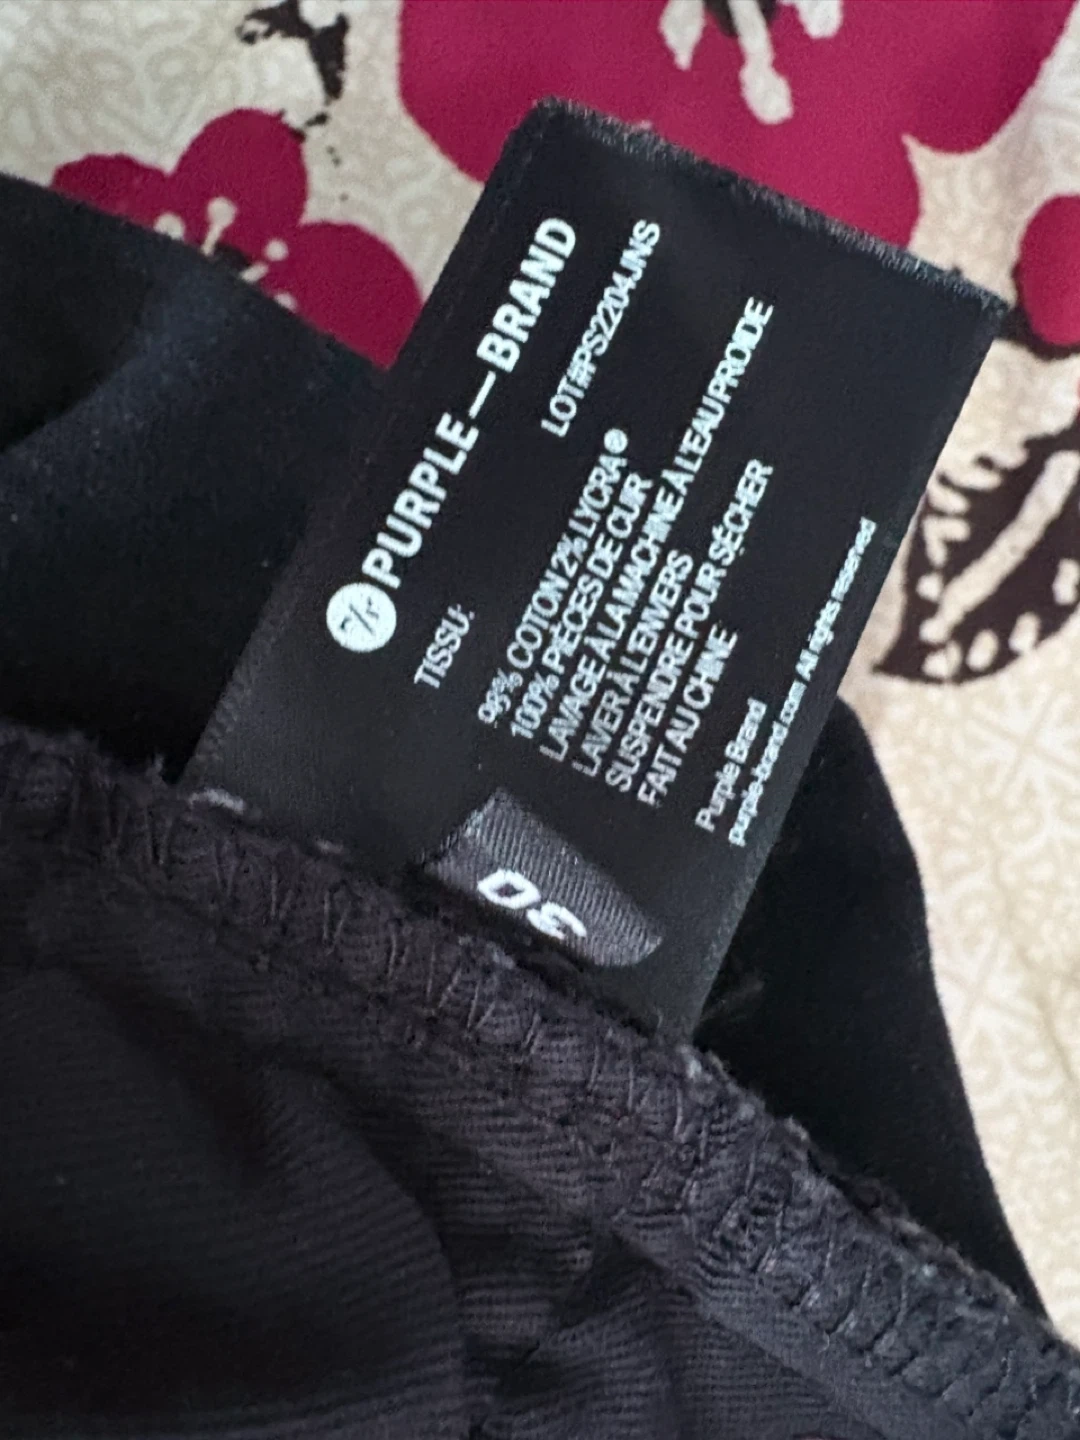 PURPLE—BRAND
LOT#PS2204JNS
TISSU:
98% COTON 2% LYCRA®
100% PIÈCES DE CUIR
LAVAGE À LA MACHINE À L'EAU PROIDE
LAVER À L'ENVERS
SUSPENDRE POUR SÉCHER
FAIT AU CHINE
Purple Brand
purple-brand.com All rights reserved
30